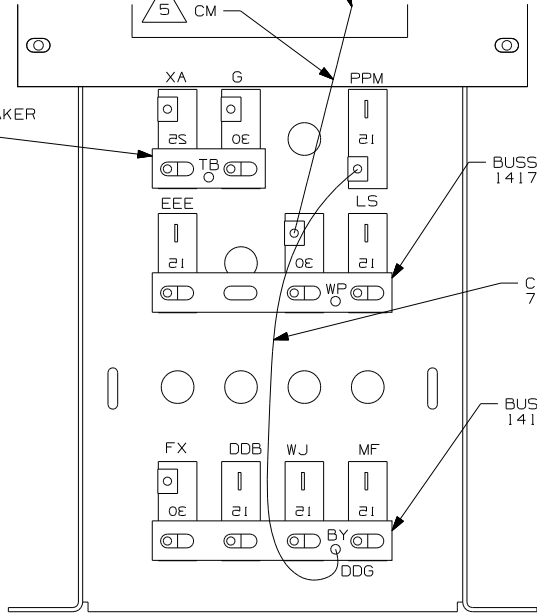 5 CM
XA G PPM
AKER
25 30 15
TB
BUSS
1417
EEE LS
15 30 15
WP
C
7
BUS
141
FX DDB WJ MF
30 15 15 15
BY
DDG